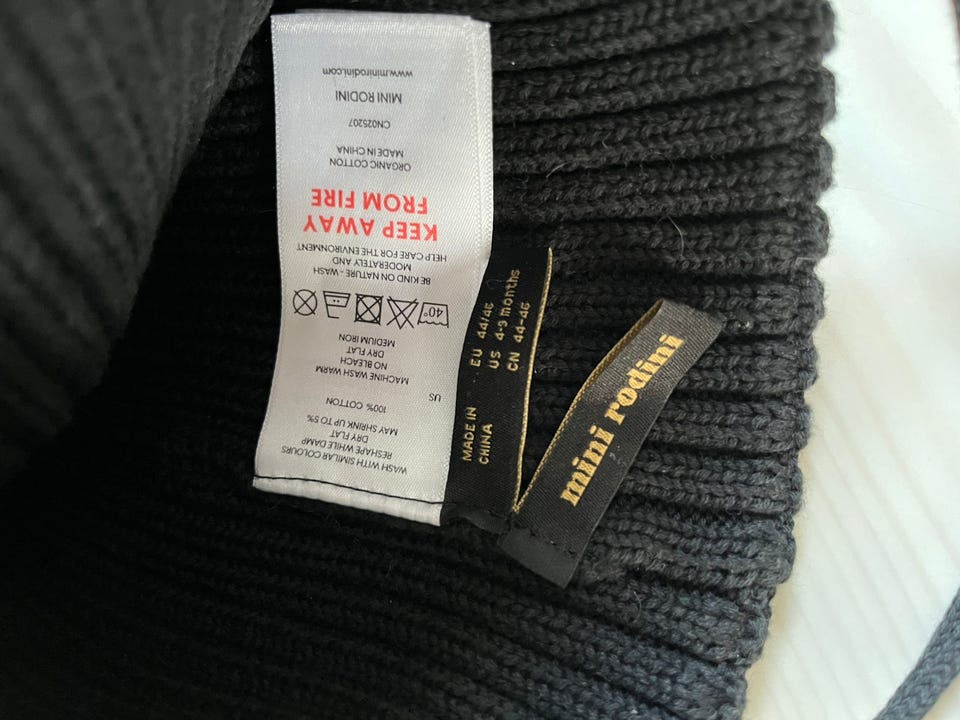 WASH WITH SIMILAR COLOURS
RESHAPE WHILE DAMP
DRY FLAT
MAY SHRINK UP TO 5%
100% COTTON
US
MACHINE WASH WARM
NO BLEACH
DRY FLAT
MEDIUM IRON
40°
BE KIND ON NATURE - WASH
MODERATELY AND
HELP CARE FOR THE ENVIRONMENT
KEEP AWAY
FROM FIRE
ORGANIC COTTON
MADE IN CHINA
CN025207
MINI RODINI
www.minirodini.com
EU 44/46
US 4-9 months
CN 44-46
MADE IN
CHINA
mini rodini